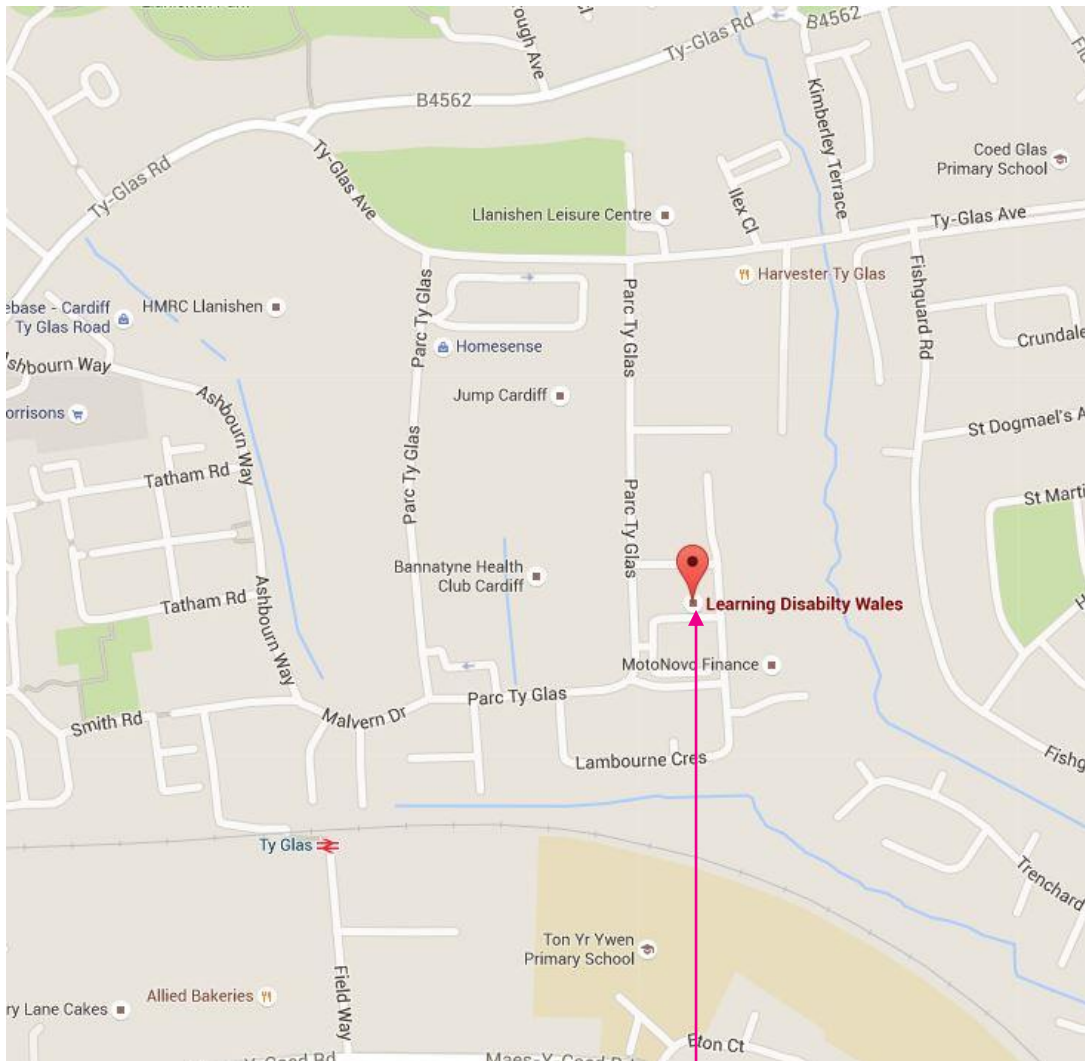 B4562
Ty-Glas Rd
B4562
Kimberley Terrace
Coed Glas
Primary School
Ty-Glas Rd
Ty-Glas Ave
Llanishen Leisure Centre
Ilex Cl
Ty-Glas Ave
Harvester Ty Glas
Fishguard Rd
HMRC Llanishen
ebase - Cardiff
Ty Glas Road
Parc Ty Glas
Parc Ty Glas
Homesense
Crundale
Ashbourn Way
Jump Cardiff
Ashbourn Way
orrisons
Parc Ty Glas
St Dogmael's A
Tatham Rd
Parc Ty Glas
St Marti
Bannatyne Health
Club Cardiff
Ashbourn Way
Tatham Rd
Learning Disabilty Wales
MotoNovo Finance
Parc Ty Glas
Malvern Dr
Smith Rd
Lambourne Cres
Fishg
Ty Glas
Trenchard
Ton Yr Ywen
Primary School
Field Way
Allied Bakeries
ry Lane Cakes
Eton Ct